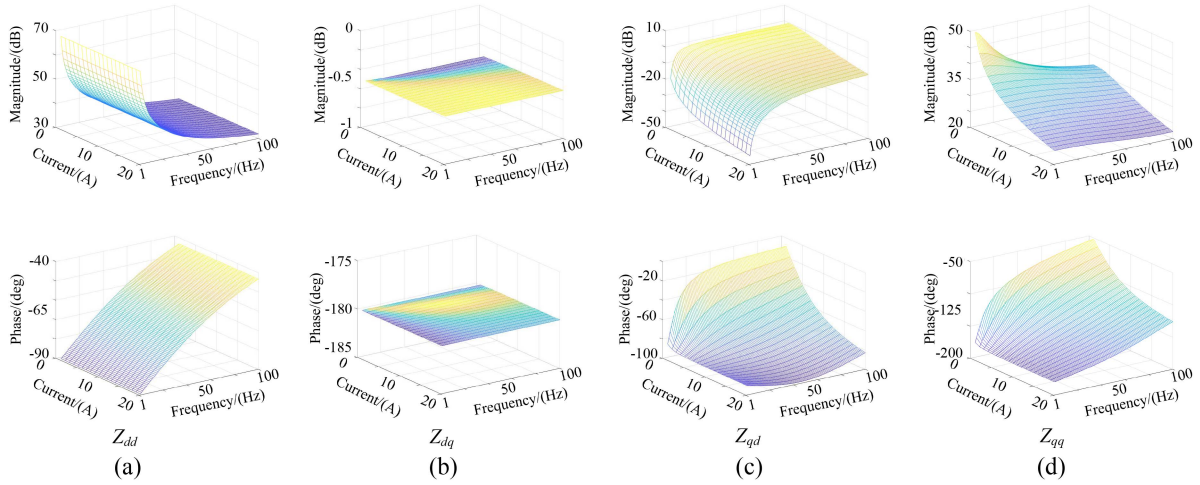 Magnitude/(dB)
70
50
30
0
10
20
Current/(A)
1
50
100
Frequency/(Hz)
Magnitude/(dB)
0
-0.5
-1
0
10
20
Current/(A)
1
50
100
Frequency/(Hz)
Magnitude/(dB)
10
-20
-50
0
10
20
Current/(A)
1
50
100
Frequency/(Hz)
Magnitude/(dB)
50
35
20
0
10
20
Current/(A)
1
50
100
Frequency/(Hz)
Phase/(deg)
-40
-65
-90
0
10
20
Current/(A)
1
50
100
Frequency/(Hz)
Phase/(deg)
-175
-180
-185
0
10
20
Current/(A)
1
50
100
Frequency/(Hz)
Phase/(deg)
-20
-60
-100
0
10
20
Current/(A)
1
50
100
Frequency/(Hz)
Phase/(deg)
-50
-125
-200
0
10
20
Current/(A)
1
50
100
Frequency/(Hz)
Zdd
Zdq
Zqd
Zqq
(a)
(b)
(c)
(d)